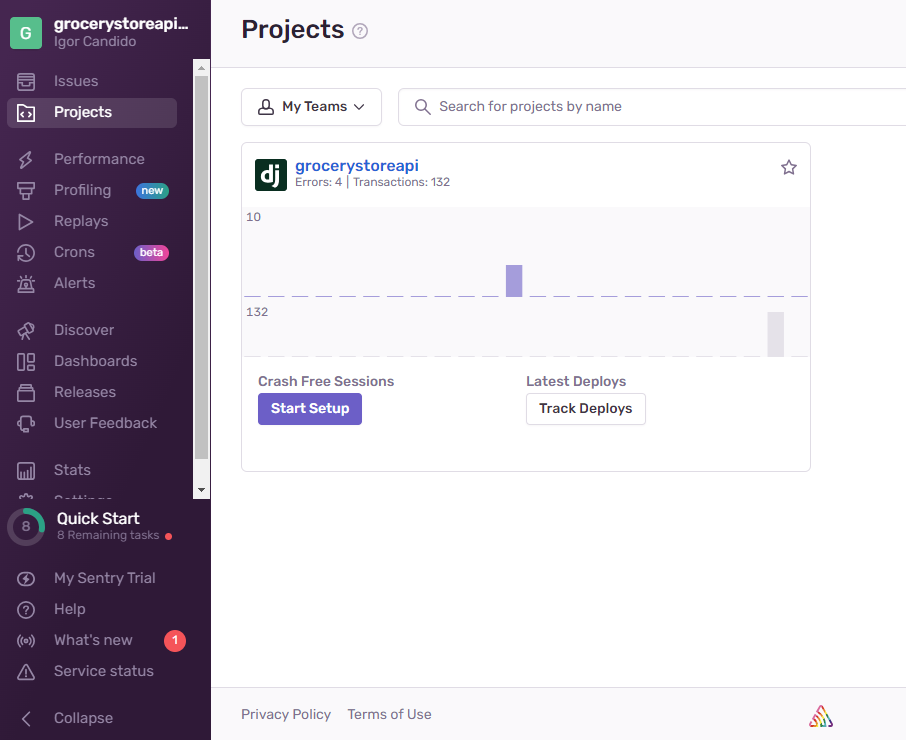 G
grocerystoreapi...
Igor Candido
Issues
Projects
Performance
Profiling new
Replays
Crons beta
Alerts
Discover
Dashboards
Releases
User Feedback
Stats
Settings
8
Quick Start
8 Remaining tasks
My Sentry Trial
Help
What's new 1
Service status
Collapse
Projects ?
My Teams
Search for projects by name
dj
grocerystoreapi
Errors: 4 | Transactions: 132
10
132
Crash Free Sessions
Start Setup
Latest Deploys
Track Deploys
Privacy Policy Terms of Use